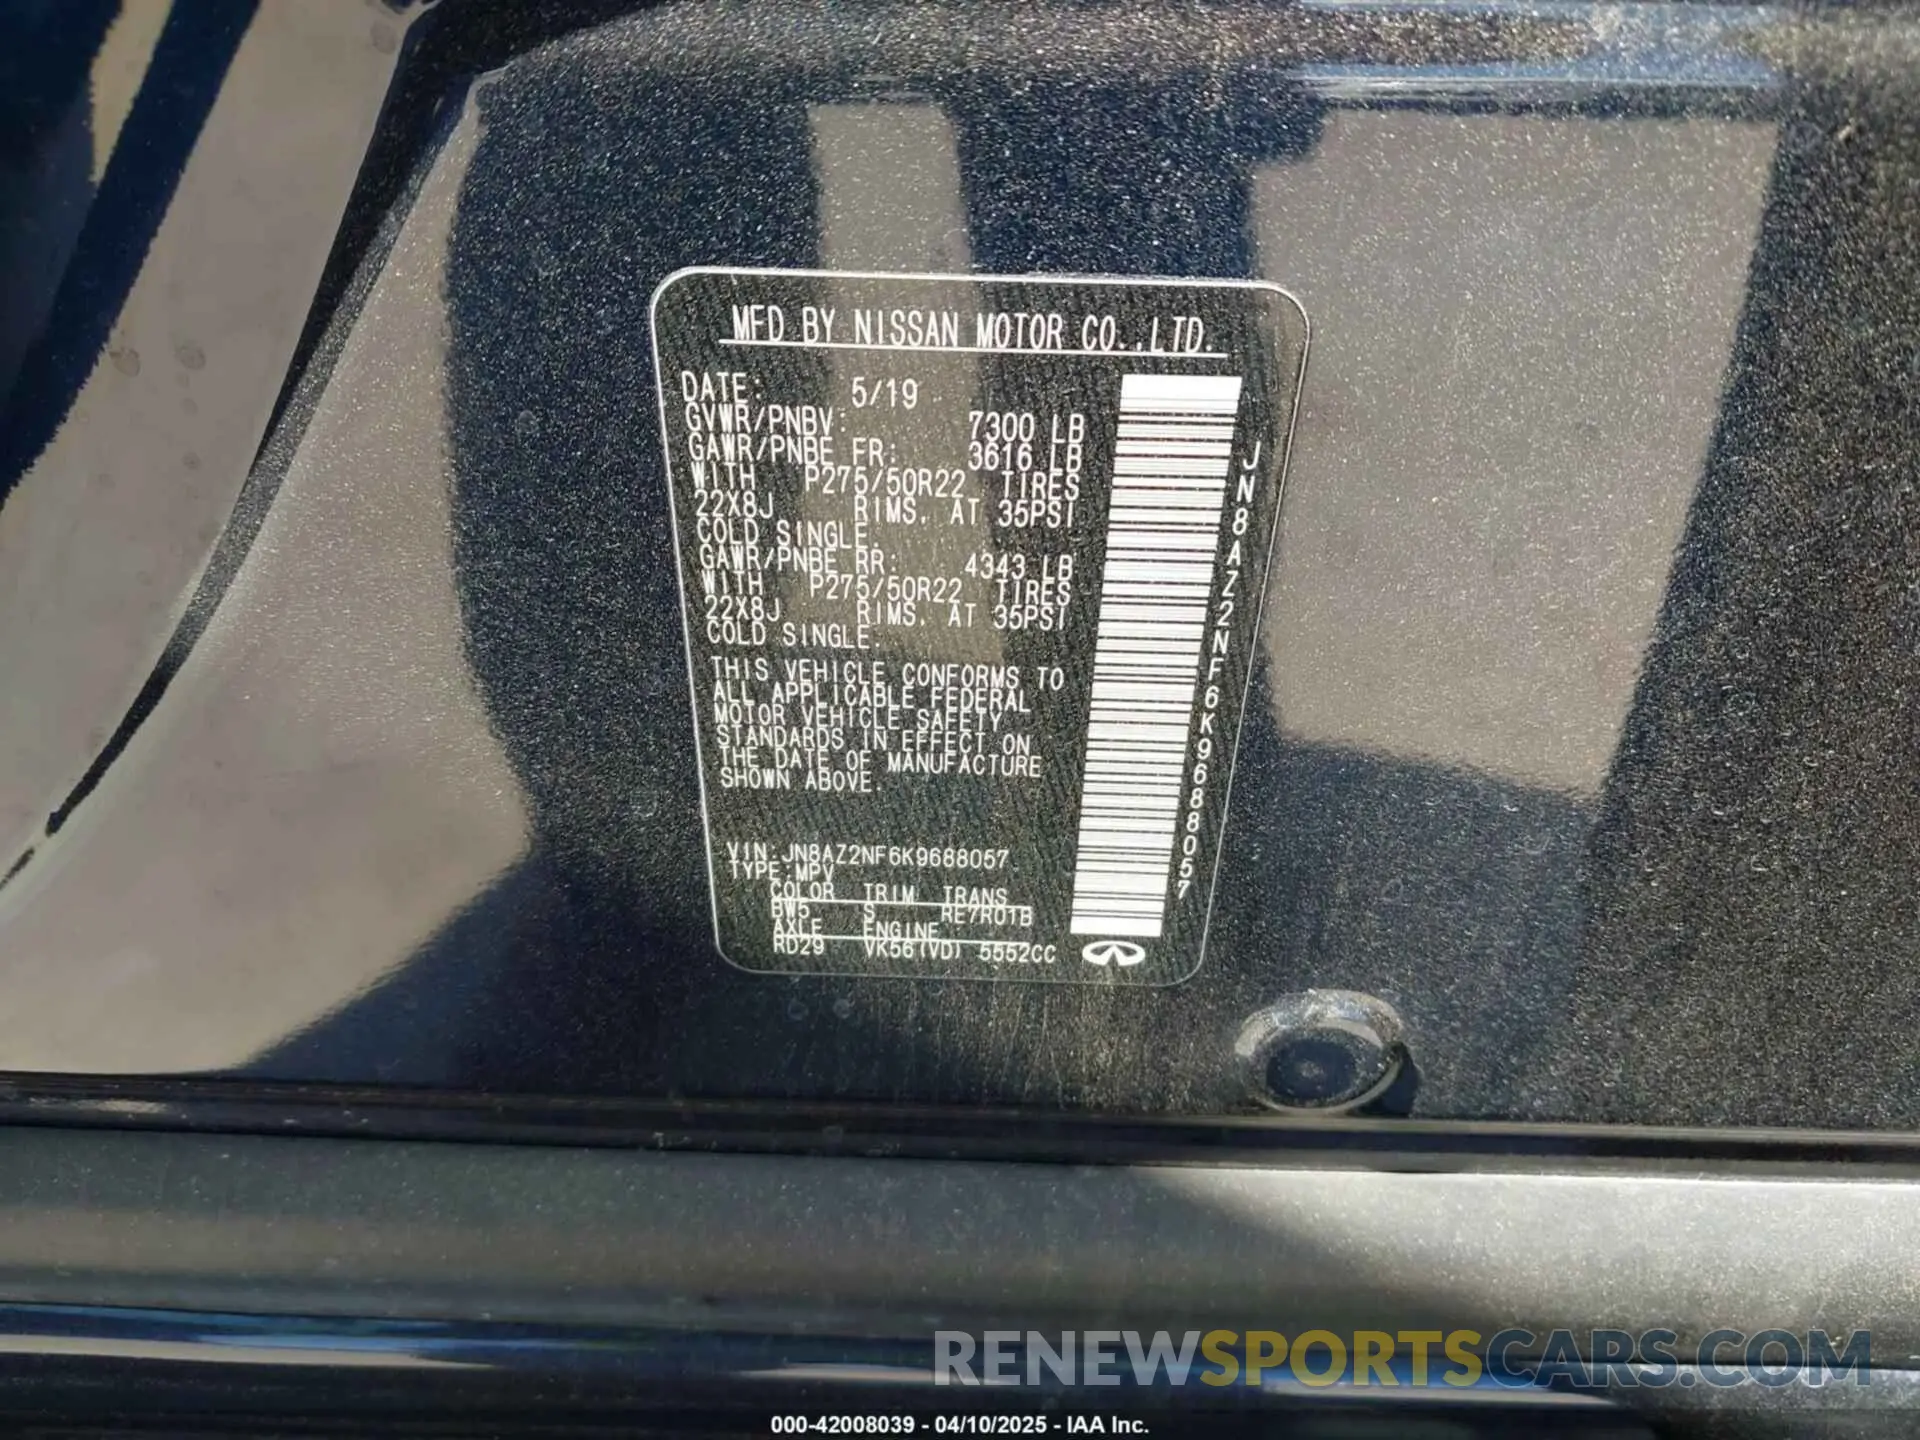 MFD BY NISSAN MOTOR CO.,LTD.
DATE: 5/19
GVWR/PNBV: 7300 LB
GAWR/PNBE FR: 3616 LB
WITH P275/50R22 TIRES
22X8J RIMS. AT 35PSI
COLD SINGLE.
GAWR/PNBE RR: 4343 LB
WITH P275/50R22 TIRES
22X8J RIMS. AT 35PSI
COLD SINGLE.
THIS VEHICLE CONFORMS TO
ALL APPLICABLE FEDERAL
MOTOR VEHICLE SAFETY
STANDARDS IN EFFECT ON
THE DATE OF MANUFACTURE
SHOWN ABOVE.
VIN:JN8AZ2NF6K9688057
TYPE:MPV
COLOR TRIM TRANS
BW5 S RE7R01B
AXLE ENGINE
RD29 VK56(VD) 5552CC
JN8AZ2NF6K9688057
RENEWSPORTSCARS.COM
000-42008039 - 04/10/2025 - IAA Inc.